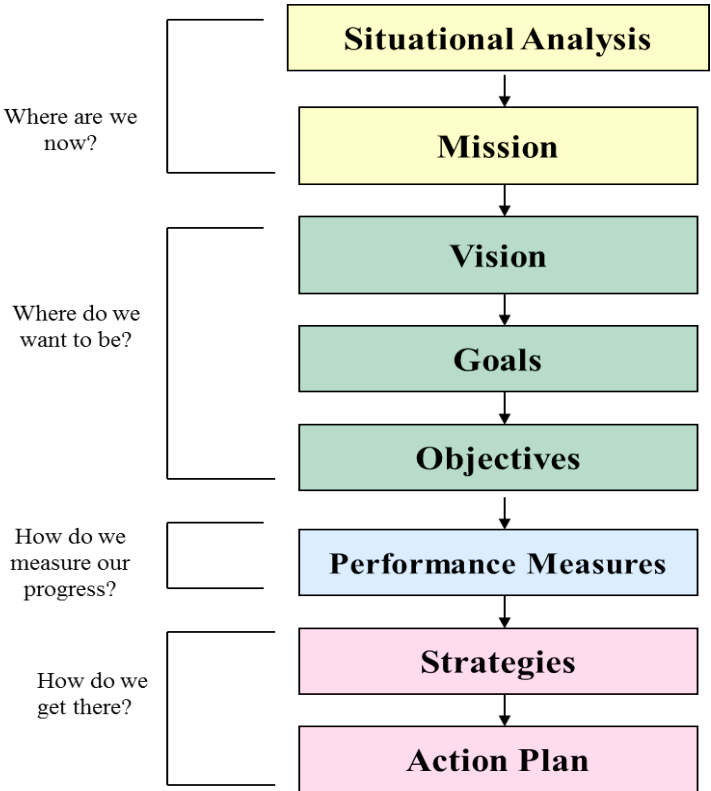 Situational Analysis
Where are we
now?
Mission
Vision
Where do we
want to be?
Goals
Objectives
How do we
measure our
progress?
Performance Measures
Strategies
How do we
get there?
Action Plan